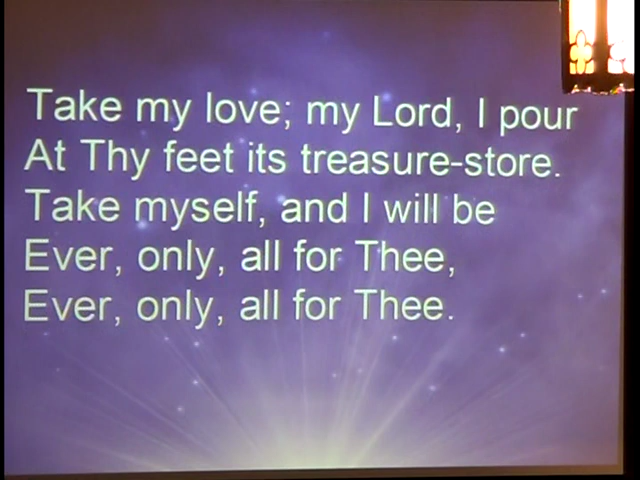 Take my love; my Lord, I pour
At Thy feet its treasure-store.
Take myself, and I will be
Ever, only, all for Thee,
Ever, only, all for Thee.